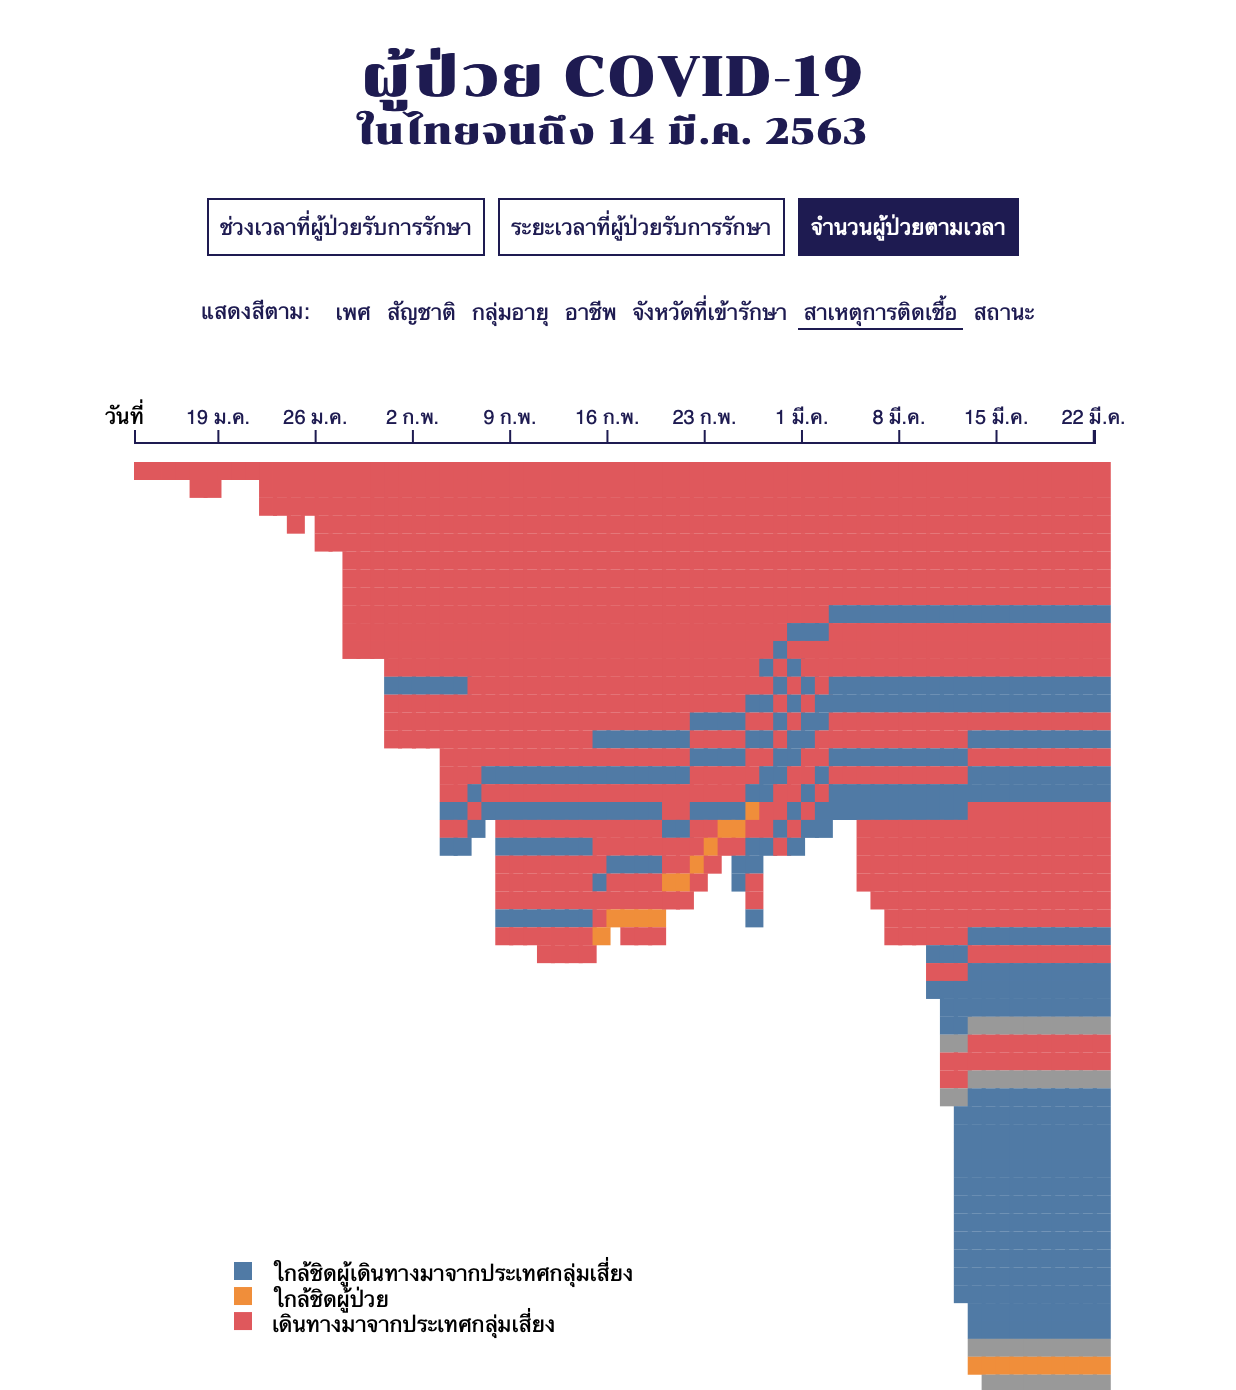 ผู้ป่วย COVID-19
ในไทยจนถึง 14 มี.ค. 2563
ช่วงเวลาที่ผู้ป่วยรับการรักษา ระยะเวลาที่ผู้ป่วยรับการรักษา จำนวนผู้ป่วยตามเวลา
แสดงสีตาม: เพศ สัญชาติ กลุ่มอายุ อาชีพ จังหวัดที่เข้ารักษา สาเหตุการติดเชื้อ สถานะ
วันที่ 19 ม.ค. 26 ม.ค. 2 ก.พ. 9 ก.พ. 16 ก.พ. 23 ก.พ. 1 มี.ค. 8 มี.ค. 15 มี.ค. 22 มี.ค.
ใกล้ชิดผู้เดินทางมาจากประเทศกลุ่มเสี่ยง
ใกล้ชิดผู้ป่วย
เดินทางมาจากประเทศกลุ่มเสี่ยง